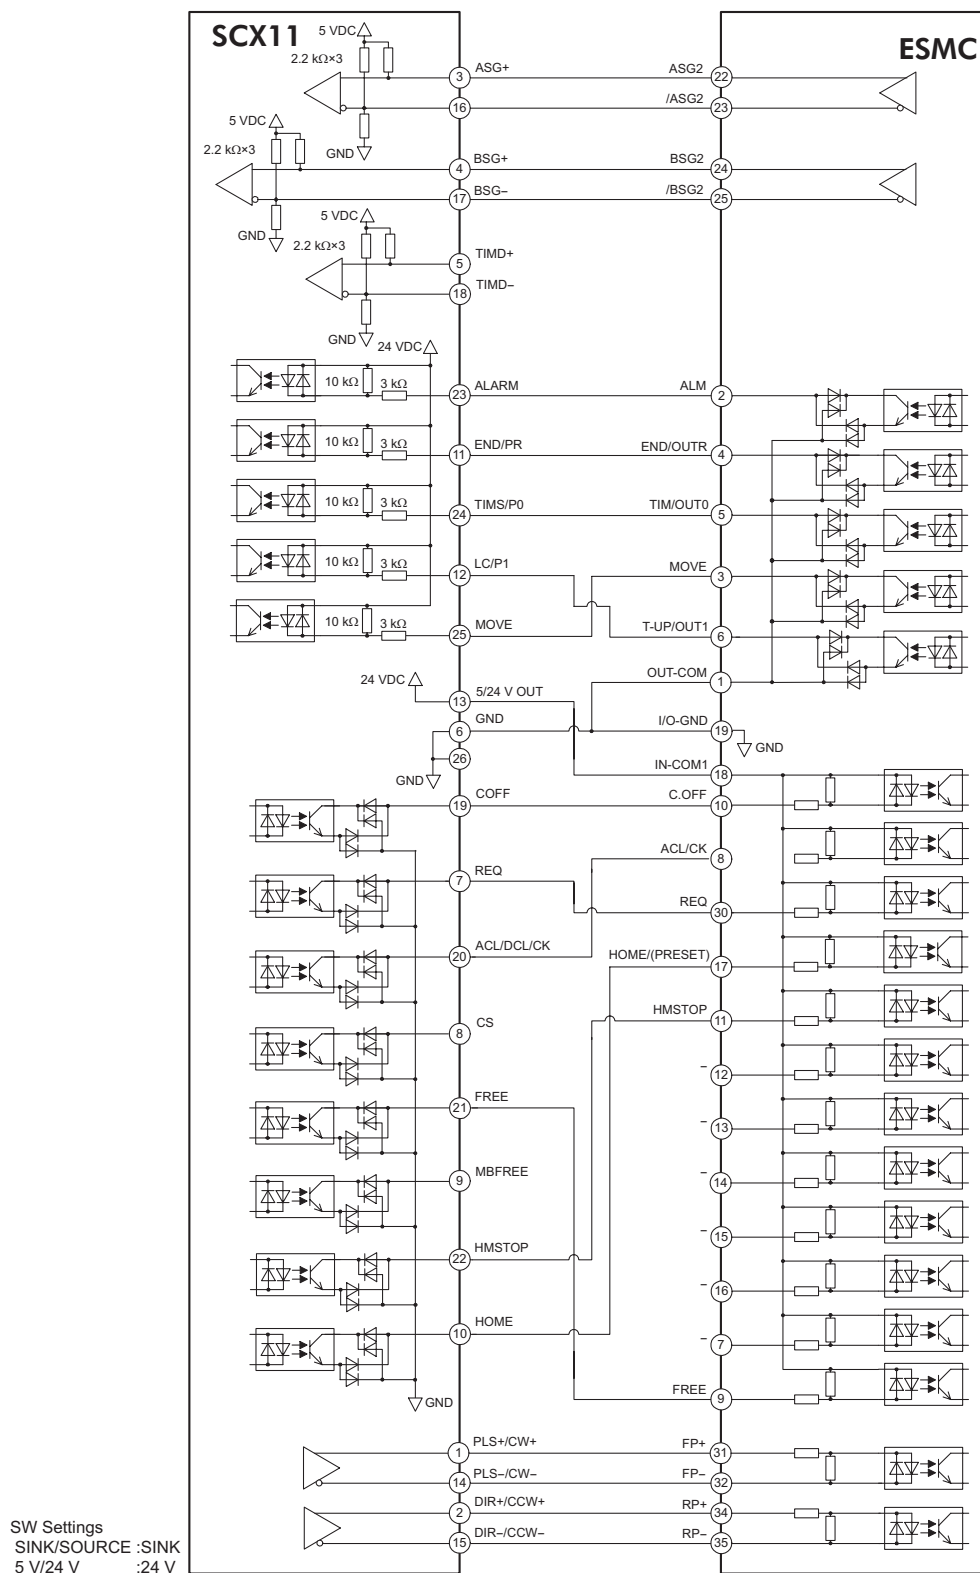 SCX11
ESMC
5 VDC
2.2 kΩ×3
3
ASG+
ASG2
22
16
/ASG2
23
5 VDC
GND
2.2 kΩ×3
4
BSG+
BSG2
24
17
BSG–
/BSG2
25
5 VDC
GND
2.2 kΩ×3
5
TIMD+
18
TIMD–
GND
24 VDC
10 kΩ
3 kΩ
23
ALARM
ALM
2
10 kΩ
3 kΩ
11
END/PR
END/OUTR
4
10 kΩ
3 kΩ
24
TIMS/P0
TIM/OUT0
5
10 kΩ
3 kΩ
12
LC/P1
MOVE
3
10 kΩ
3 kΩ
25
MOVE
T-UP/OUT1
6
24 VDC
OUT-COM
1
13
5/24 V OUT
6
GND
I/O-GND
19
GND
26
GND
IN-COM1
18
19
COFF
C.OFF
10
ACL/CK
8
7
REQ
REQ
30
20
ACL/DCL/CK
HOME/(PRESET)
17
HMSTOP
11
8
CS
–
12
21
FREE
–
13
9
MBFREE
–
14
–
15
22
HMSTOP
–
16
10
HOME
–
7
FREE
9
GND
1
PLS+/CW+
FP+
31
14
PLS–/CW–
FP–
32
2
DIR+/CCW+
RP+
34
15
DIR–/CCW–
RP–
35
SW Settings
SINK/SOURCE :SINK
5 V/24 V :24 V